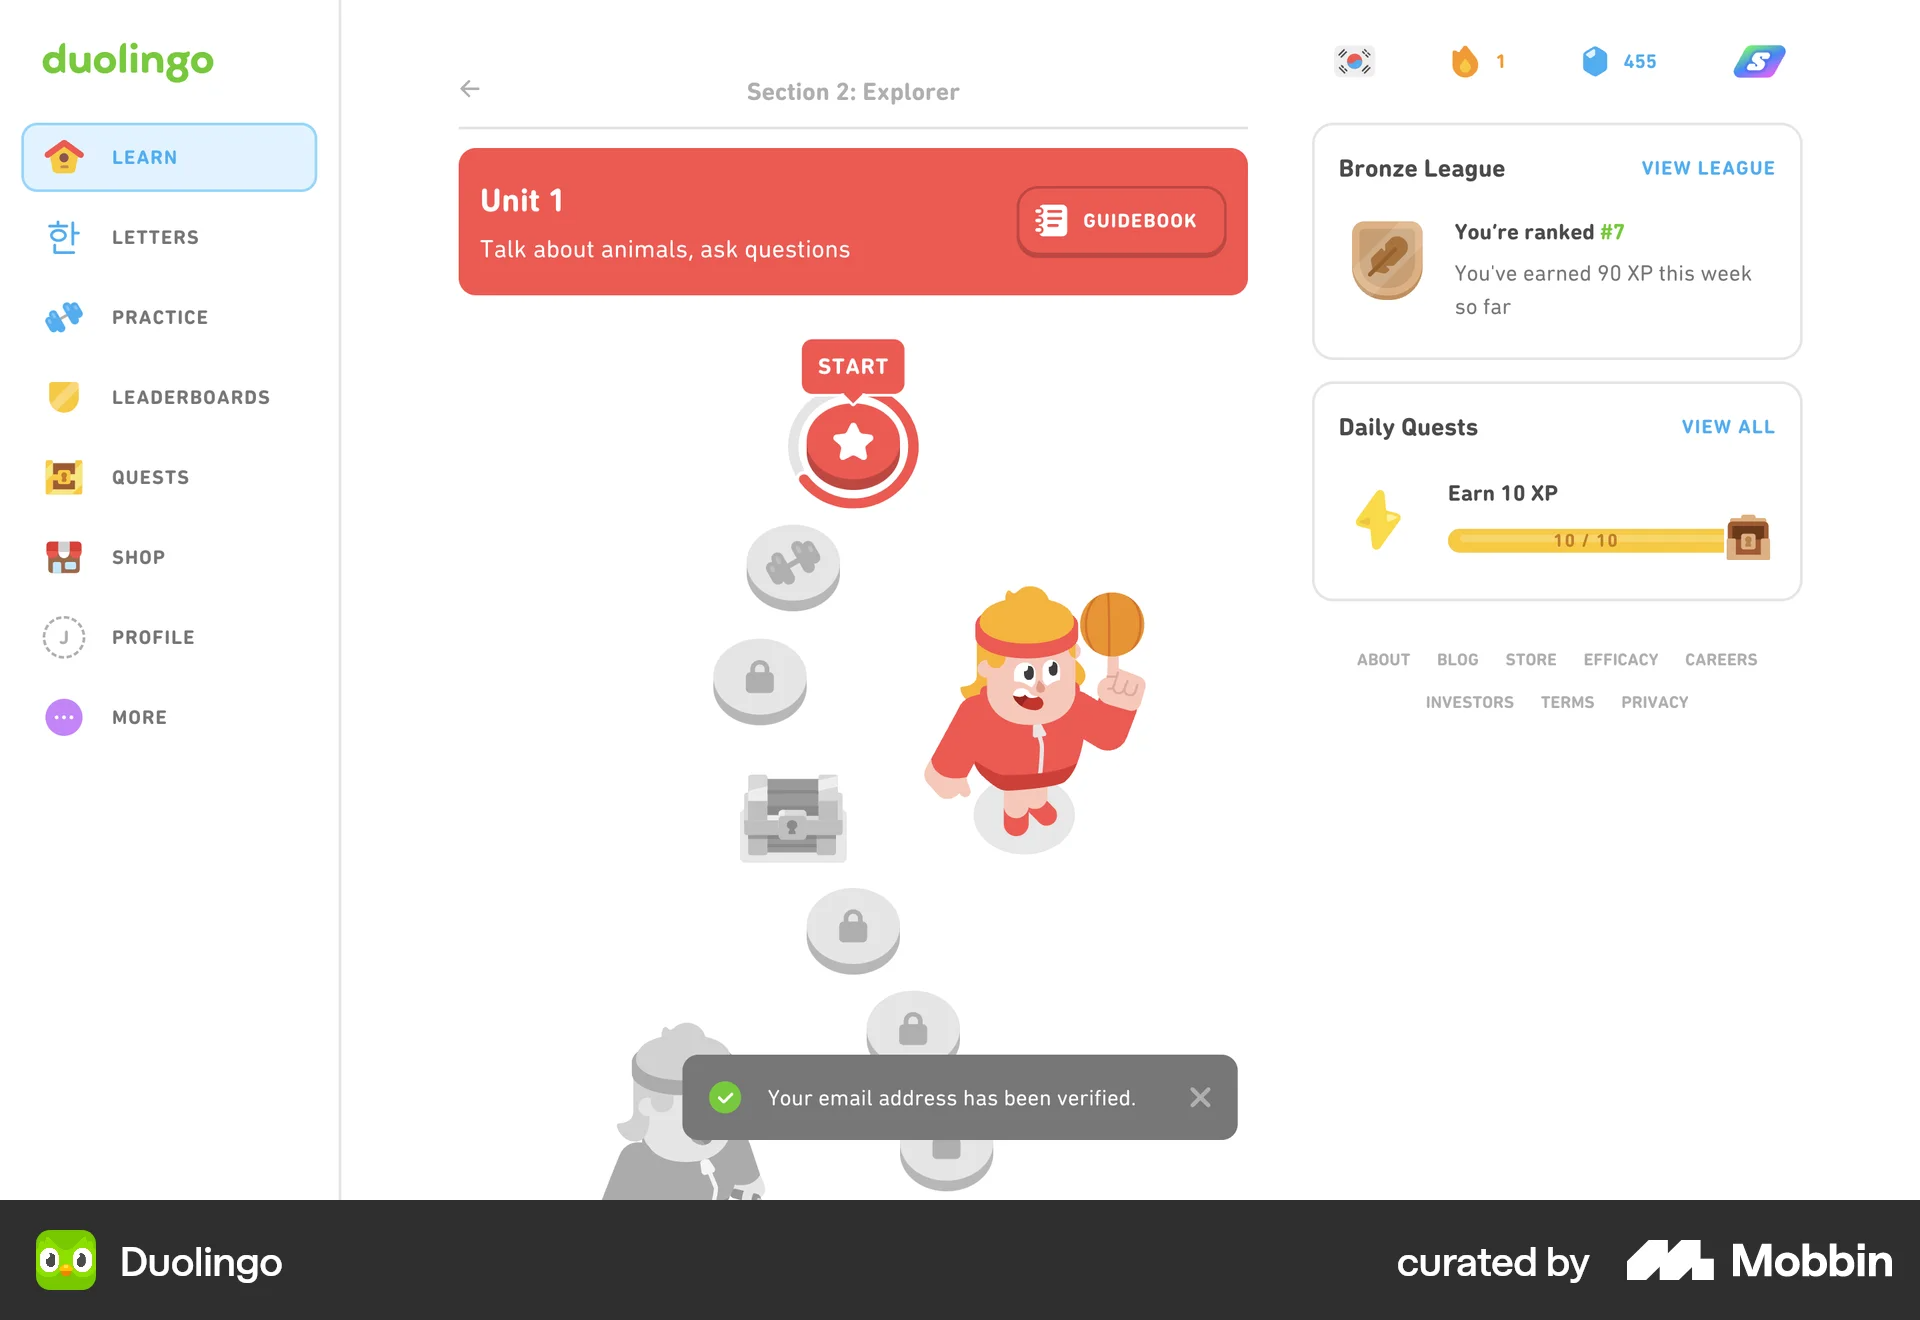 duolingo
LEARN
한
LETTERS
PRACTICE
LEADERBOARDS
QUESTS
SHOP
J
PROFILE
MORE
Section 2: Explorer
Unit 1
Talk about animals, ask questions
GUIDEBOOK
START
1
455
S
Bronze League
VIEW LEAGUE
You're ranked #7
You've earned 90 XP this week
so far
Daily Quests
VIEW ALL
Earn 10 XP
10 / 10
ABOUT BLOG STORE EFFICACY CAREERS
INVESTORS TERMS PRIVACY
Your email address has been verified.
Duolingo
curated by
Mobbin